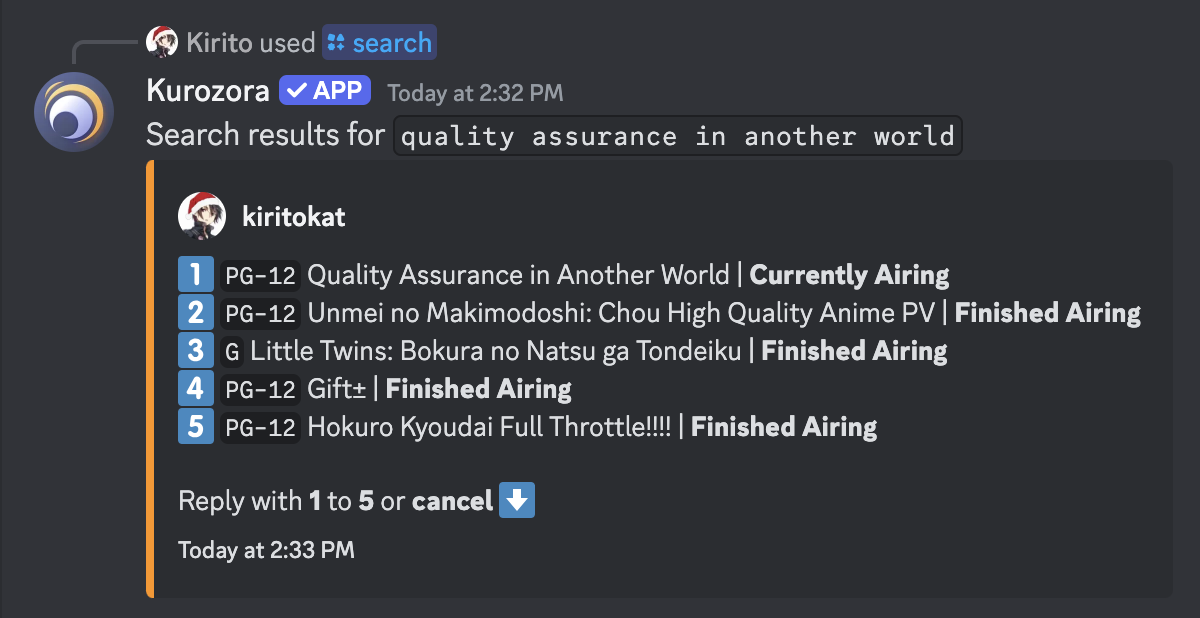 Kirito used search
Kurozora ✓ APP Today at 2:32 PM
Search results for quality assurance in another world
kiritokat
1 PG-12 Quality Assurance in Another World | Currently Airing
2 PG-12 Unmei no Makimodoshi: Chou High Quality Anime PV | Finished Airing
3 G Little Twins: Bokura no Natsu ga Tondeiku | Finished Airing
4 PG-12 Gift± | Finished Airing
5 PG-12 Hokuro Kyoudai Full Throttle!!!! | Finished Airing
Reply with 1 to 5 or cancel ⬇
Today at 2:33 PM